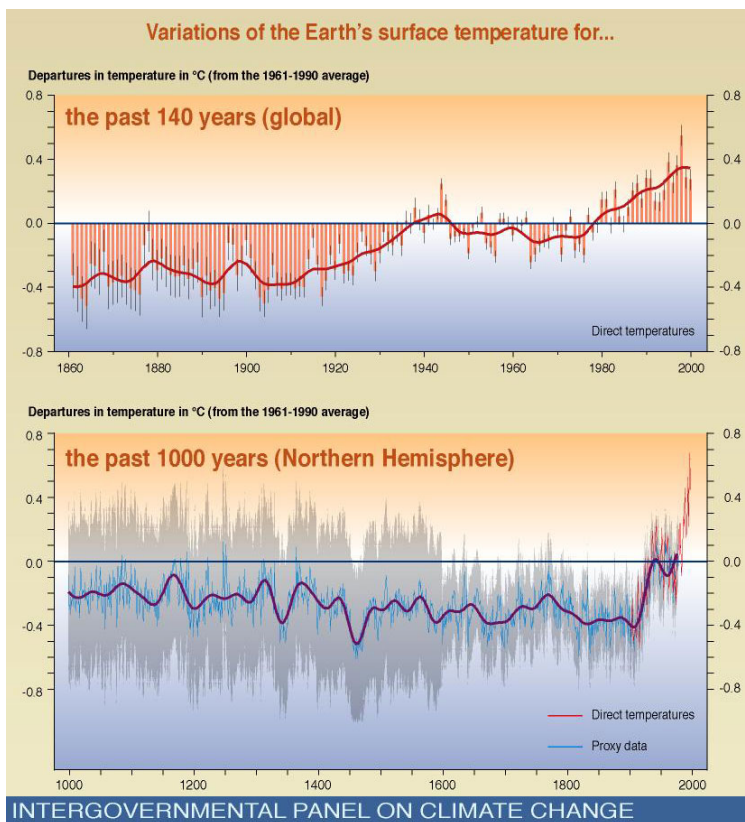 Variations of the Earth's surface temperature for...
Departures in temperature in °C (from the 1961-1990 average)
the past 140 years (global)
0.8 0.8
0.4 0.4
0.0 0.0
-0.4 -0.4
Direct temperatures
-0.8 -0.8
1860 1880 1900 1920 1940 1960 1980 2000
Departures in temperature in °C (from the 1961-1990 average)
0.8 0.8
the past 1000 years (Northern Hemisphere)
0.4 0.4
0.0 0.0
-0.4 -0.4
-0.8 -0.8
Direct temperatures
Proxy data
1000 1200 1400 1600 1800 2000
INTERGOVERNMENTAL PANEL ON CLIMATE CHANGE